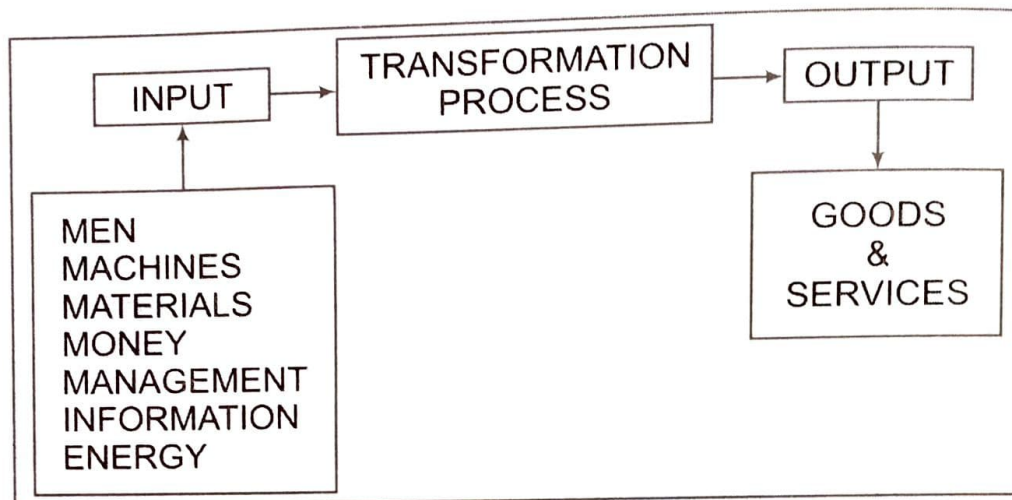 INPUT
TRANSFORMATION
PROCESS
OUTPUT
MEN
MACHINES
MATERIALS
MONEY
MANAGEMENT
INFORMATION
ENERGY
GOODS
&
SERVICES